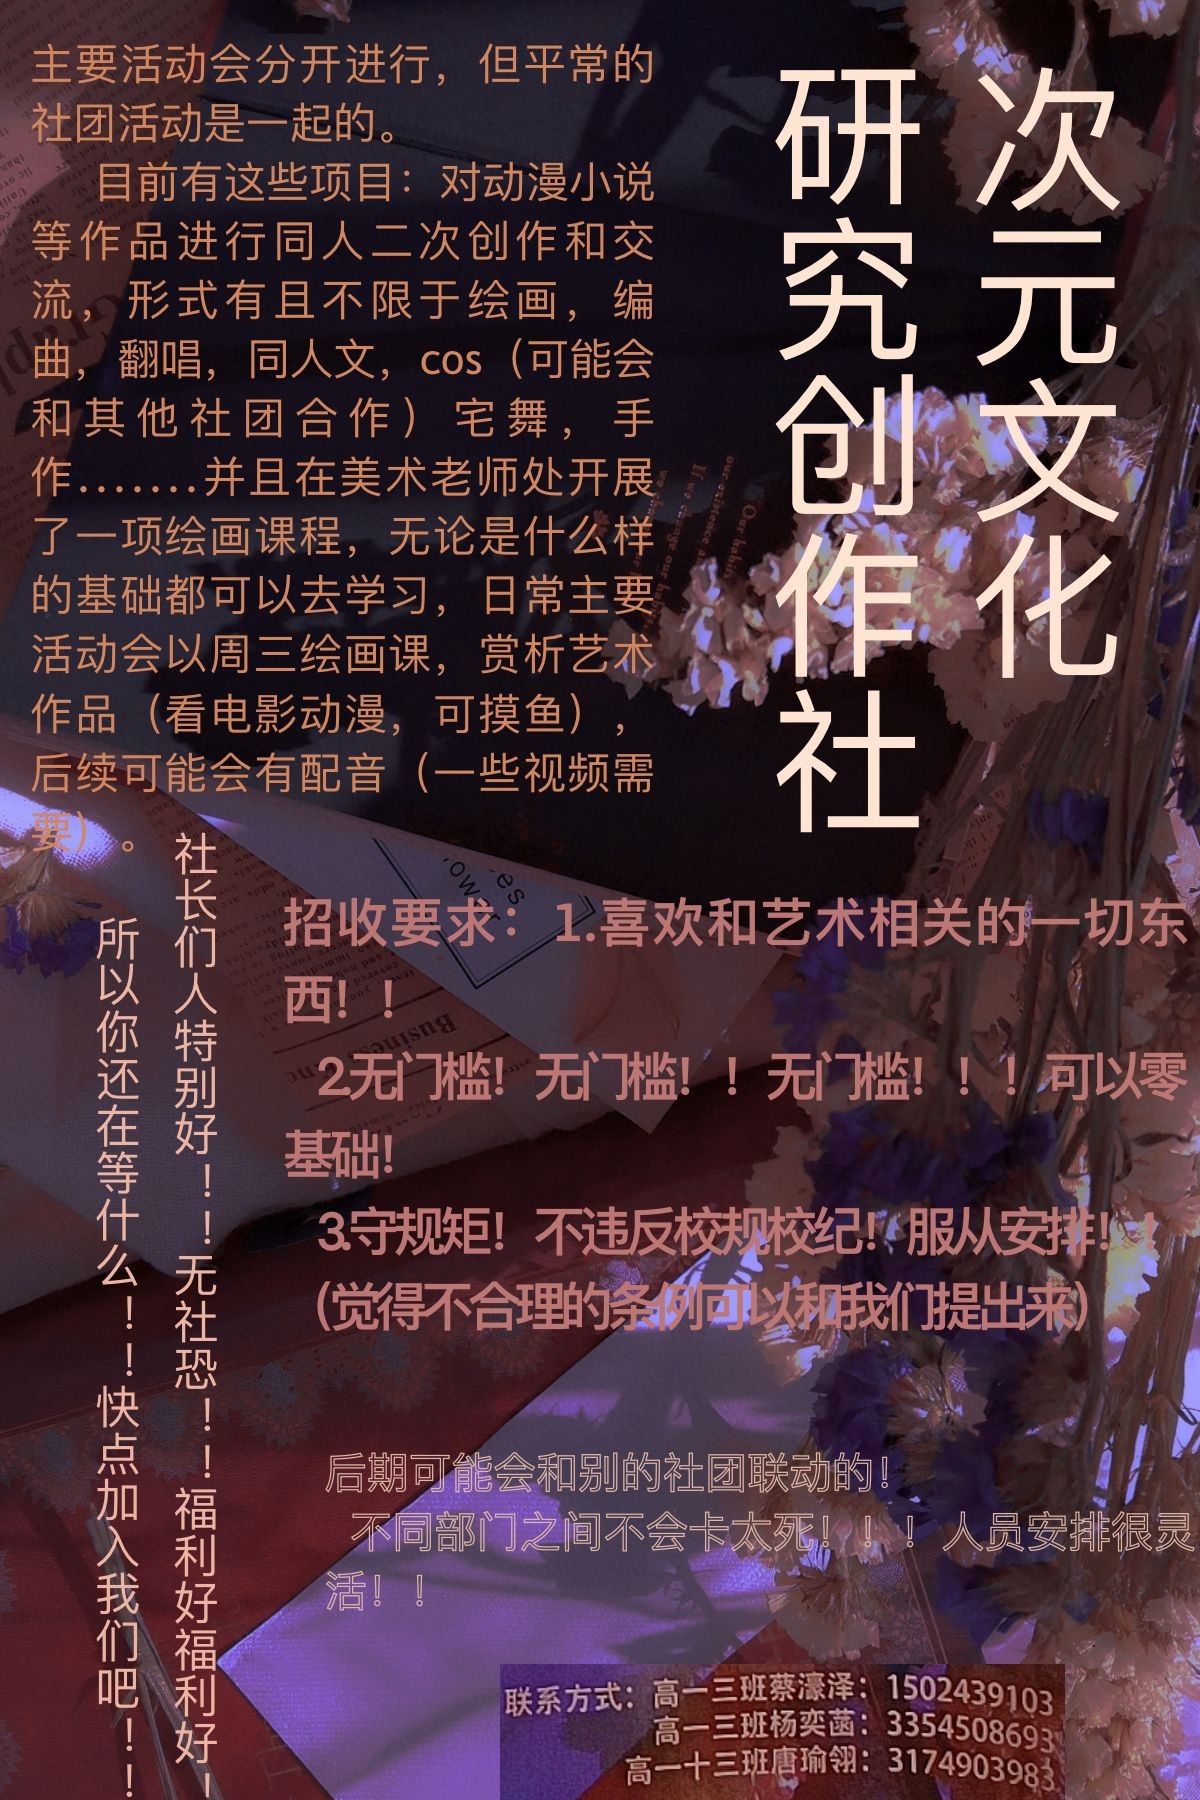 次元文化
研究创作社
主要活动会分开进行，但平常的
社团活动是一起的。
目前有这些项目：对动漫小说
等作品进行同人二次创作和交
流，形式有且不限于绘画，编
曲，翻唱，同人文，cos（可能会
和其他社团合作）宅舞，手
作.......并且在美术老师处开展
了一项绘画课程，无论是什么样
的基础都可以去学习，日常主要
活动会以周三绘画课，赏析艺术
作品（看电影动漫，可摸鱼），
后续可能会有配音（一些视频需
要）。
社长们人特别好！！无社恐！！福利好福利好！
所以你还在等什么！！快点加入我们吧！！
招收要求：1.喜欢和艺术相关的一切东
西！！
2.无门槛！无门槛！！无门槛！！！可以零
基础！
3.守规矩！不违反校规校纪！服从安排！！
（觉得不合理的条例可以和我们提出来）
后期可能会和别的社团联动的！
不同部门之间不会卡太死！！！人员安排很灵
活！！
联系方式：高一三班蔡濠泽：1502439103
高一三班杨奕菡：3354508693
高一十三班唐瑜翎：3174903983
Our habit
If we change our
Business